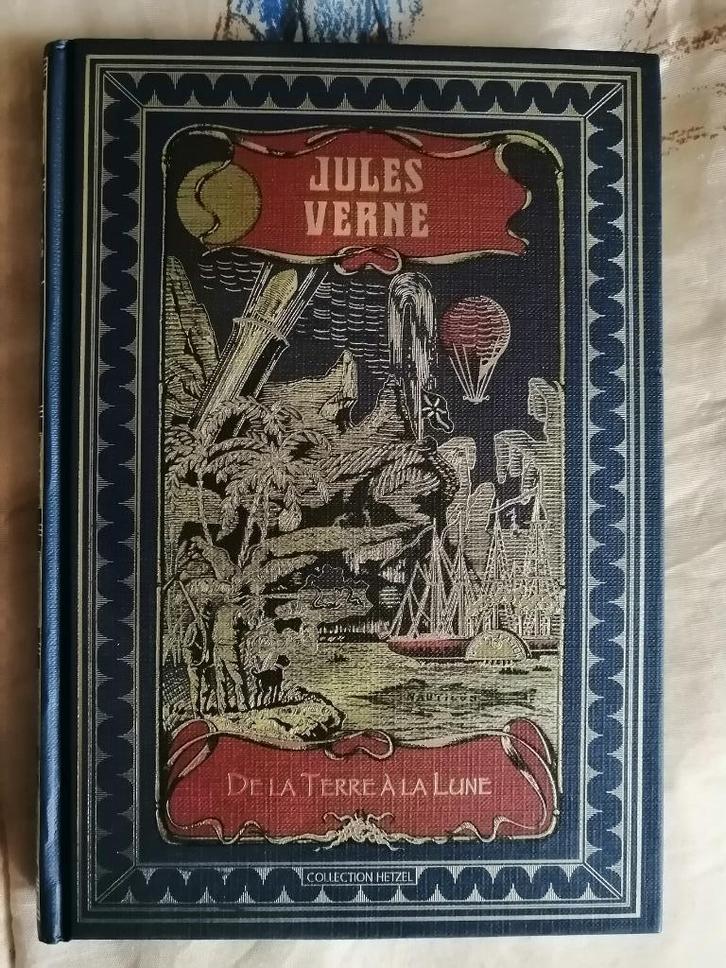 JULES
VERNE
NAUTILUS
DE LA TERRE À LA LUNE
COLLECTION HETZEL